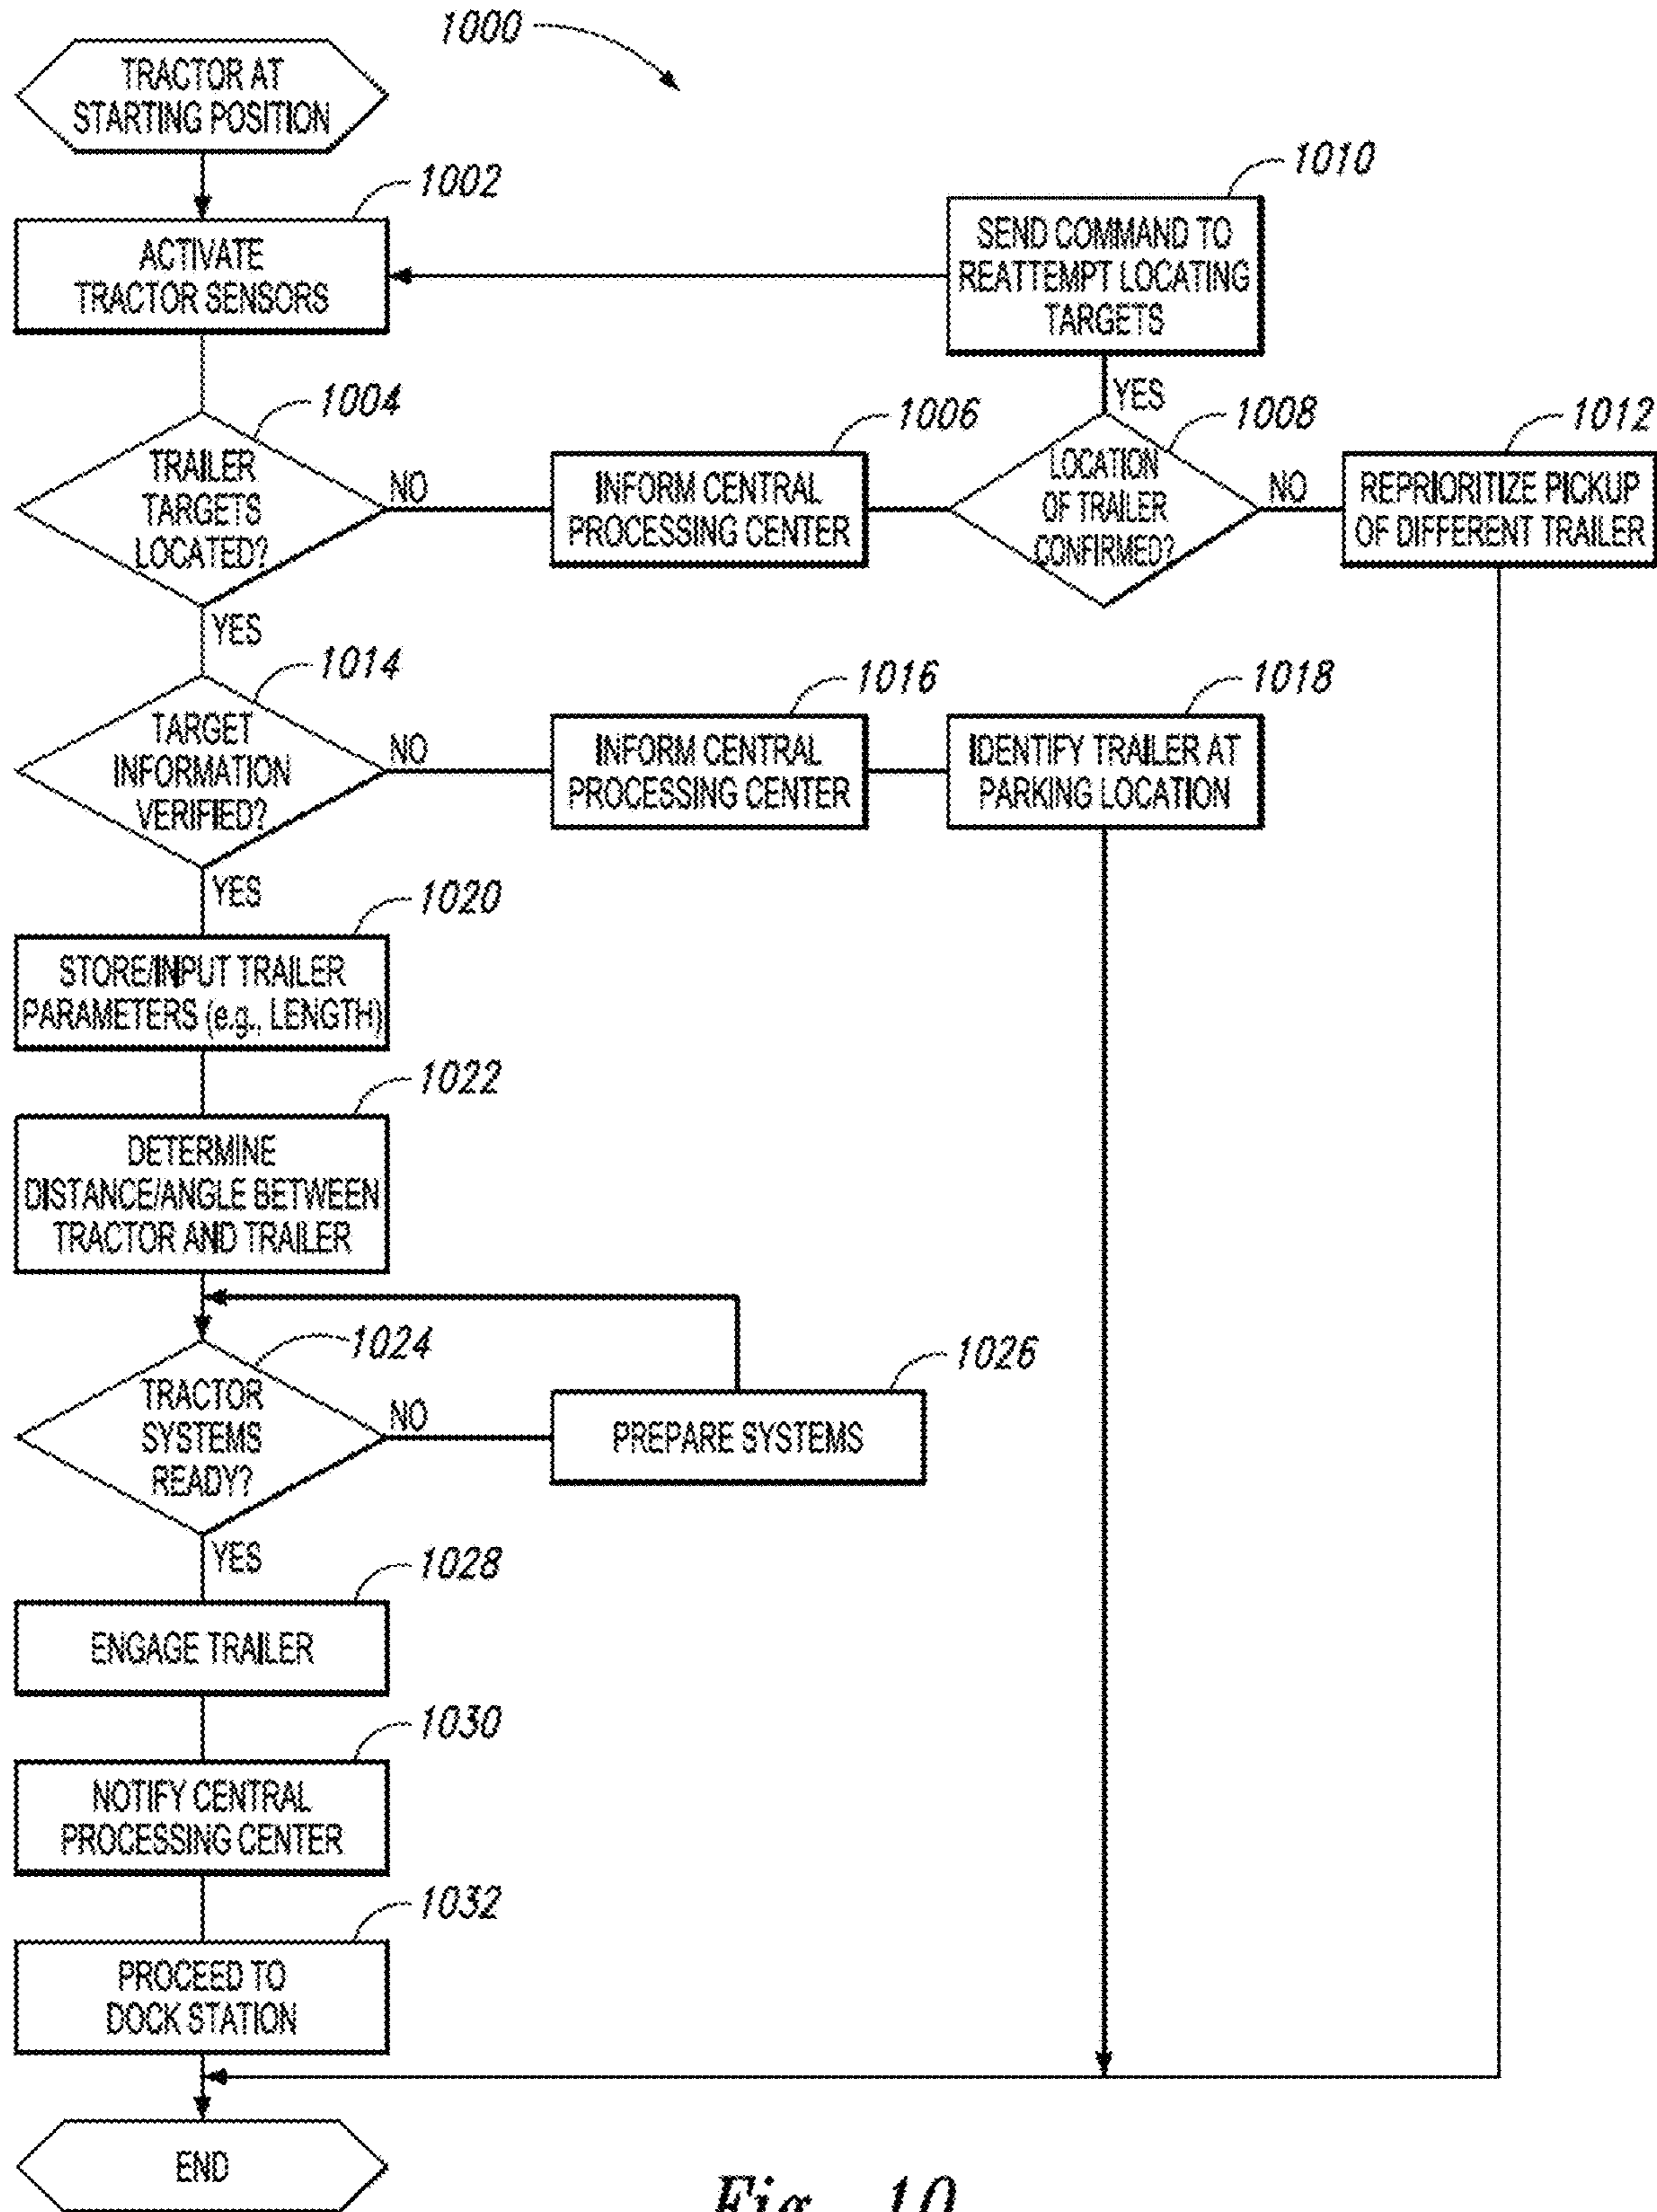 1000
TRACTOR AT
STARTING POSITION
1002
ACTIVATE
TRACTOR SENSORS
1010
SEND COMMAND TO
REATTEMPT LOCATING
TARGETS
YES
1004
TRAILER
TARGETS
LOCATED?
NO
1006
INFORM CENTRAL
PROCESSING CENTER
1008
LOCATION
OF TRAILER
CONFIRMED?
NO
1012
REPRIORITIZE PICKUP
OF DIFFERENT TRAILER
YES
1014
TARGET
INFORMATION
VERIFIED?
NO
1016
INFORM CENTRAL
PROCESSING CENTER
1018
IDENTIFY TRAILER AT
PARKING LOCATION
YES
1020
STORE/INPUT TRAILER
PARAMETERS (e.g., LENGTH)
1022
DETERMINE
DISTANCE/ANGLE BETWEEN
TRACTOR AND TRAILER
1024
TRACTOR
SYSTEMS
READY?
NO
1026
PREPARE SYSTEMS
YES
1028
ENGAGE TRAILER
1030
NOTIFY CENTRAL
PROCESSING CENTER
1032
PROCEED TO
DOCK STATION
END
Fig. 10